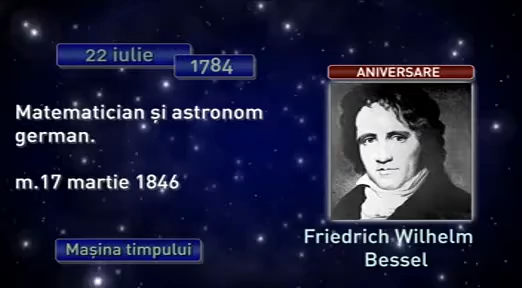 22 iulie
1784
Matematician și astronom
german.
m.17 martie 1846
Mașina timpului
ANIVERSARE
Friedrich Wilhelm
Bessel